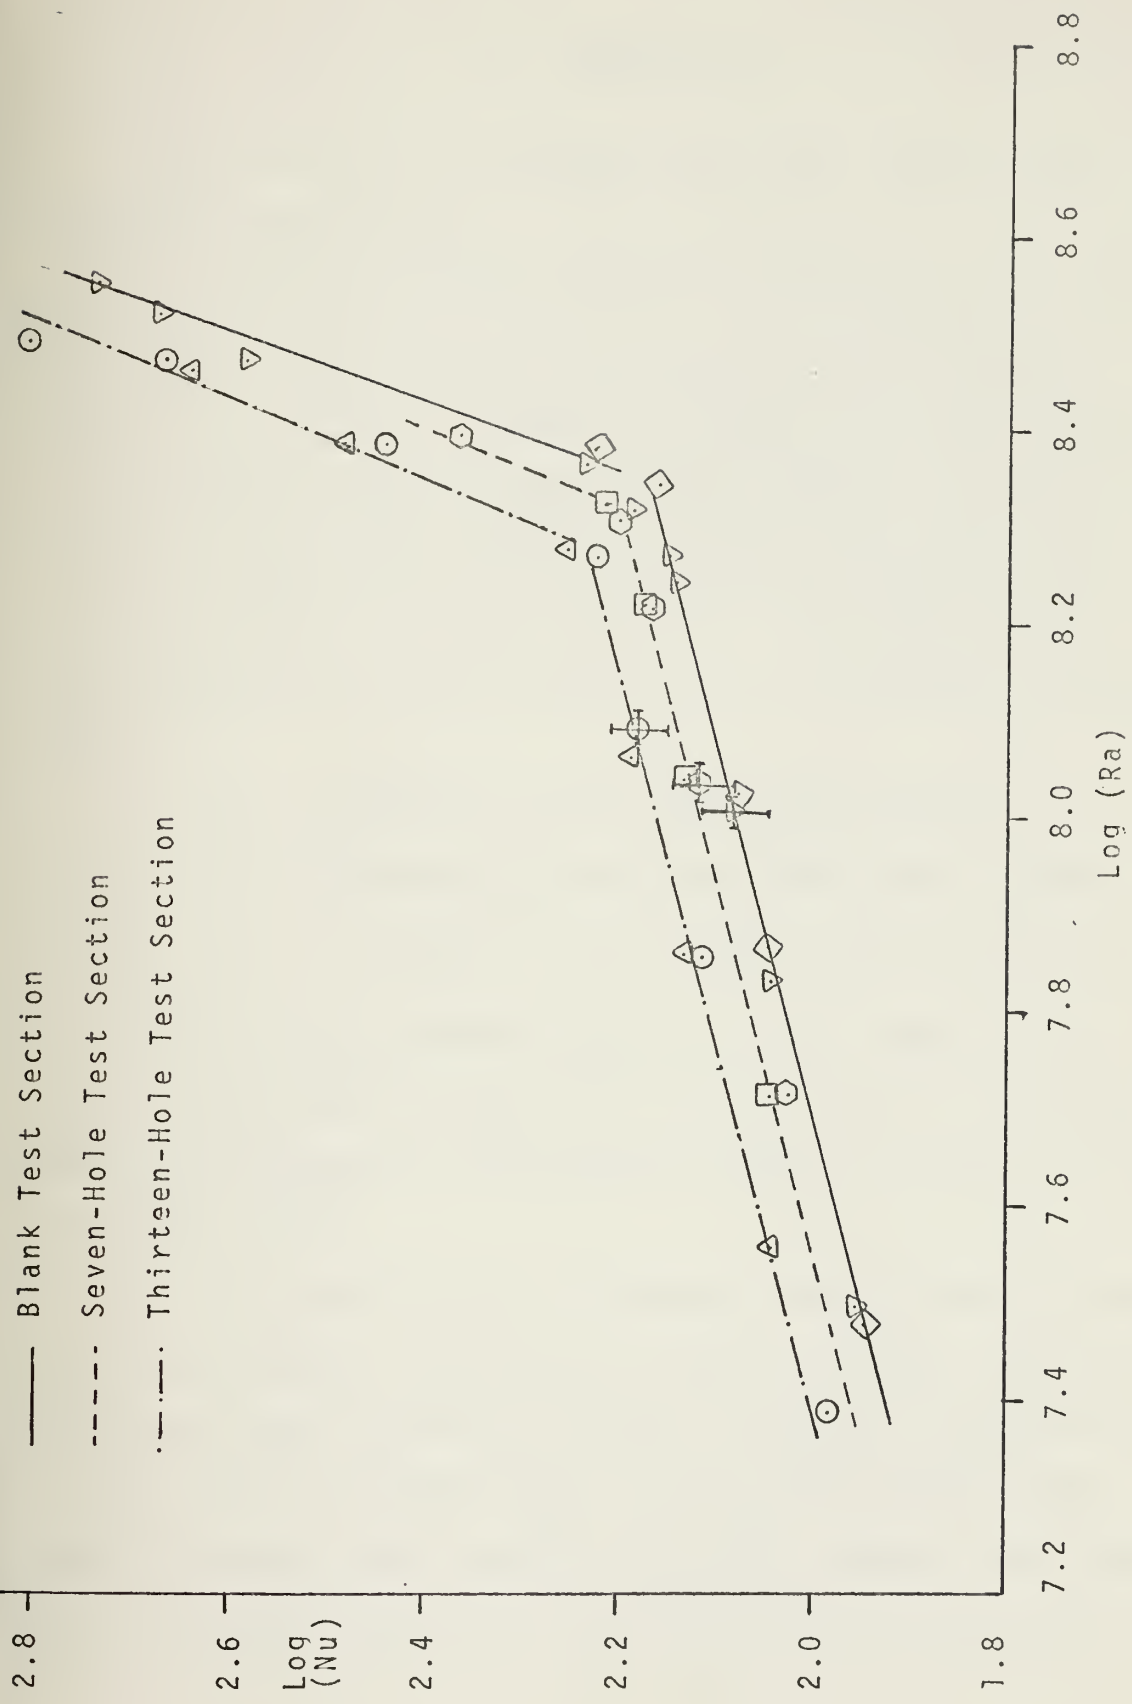 Blank Test Section
Seven-Hole Test Section
Thirteen-Hole Test Section
2.8
2.6
Log
(Nu)
2.4
2.2
2.0
1.8
7.2
7.4
7.6
7.8
8.0
8.2
8.4
8.6
8.8
Log (Ra)